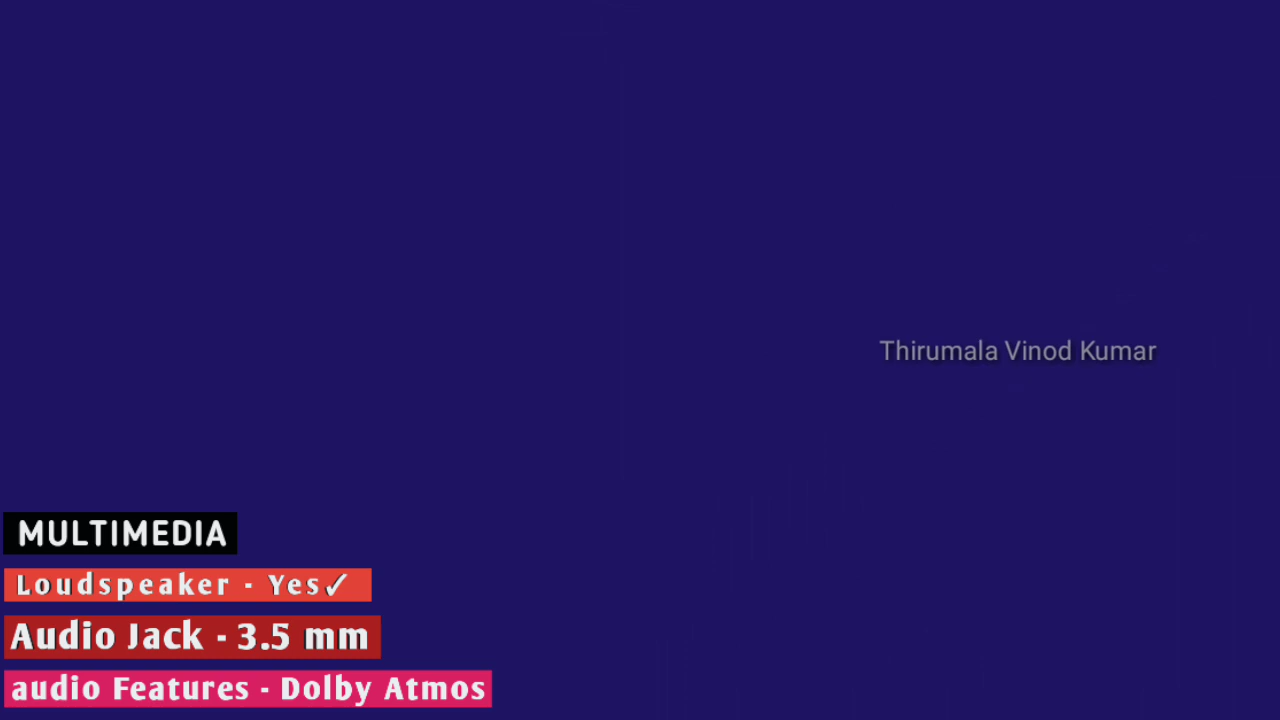 Thirumala Vinod Kumar
MULTIMEDIA
Loudspeaker - Yes✓
Audio Jack - 3.5 mm
audio Features - Dolby Atmos